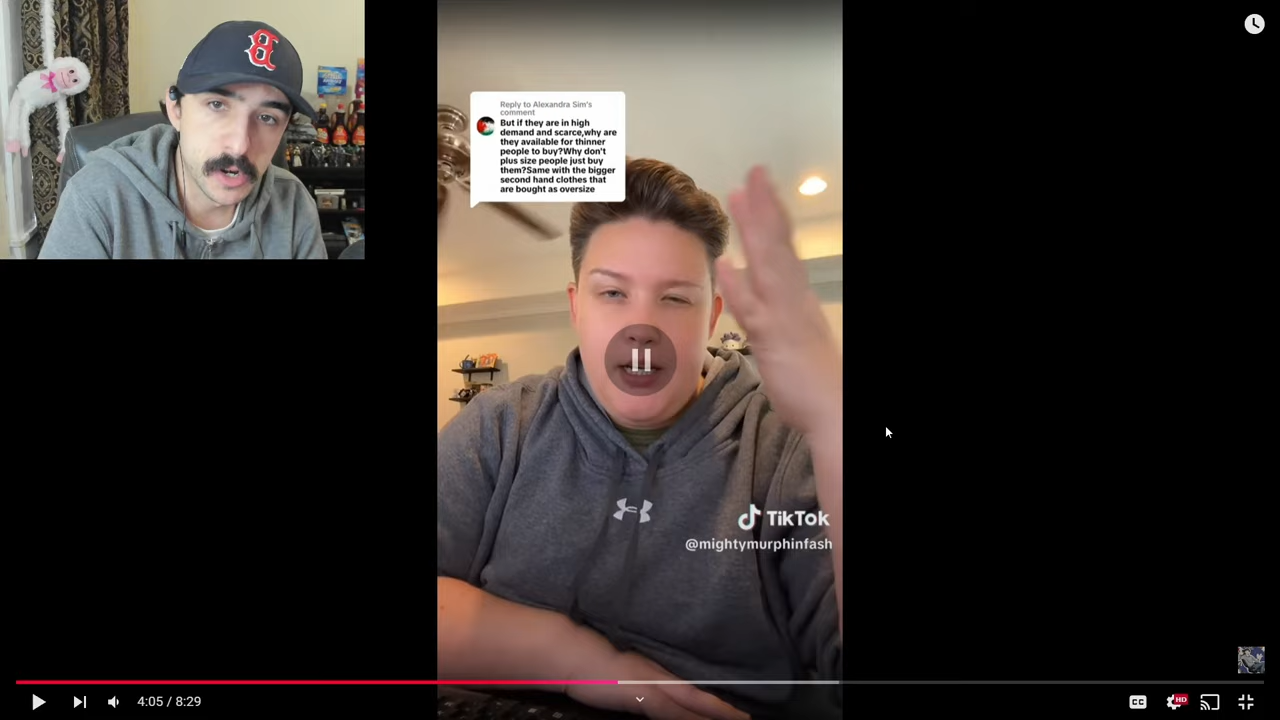 Reply to Alexandra Sim's
comment
But if they are in high
demand and scarce,why are
they available for thinner
people to buy?Why don't
plus size people just buy
them?Same with the bigger
second hand clothes that
are bought as oversize
TikTok
@mightymurphinfash
4:05 / 8:29
CC
HD